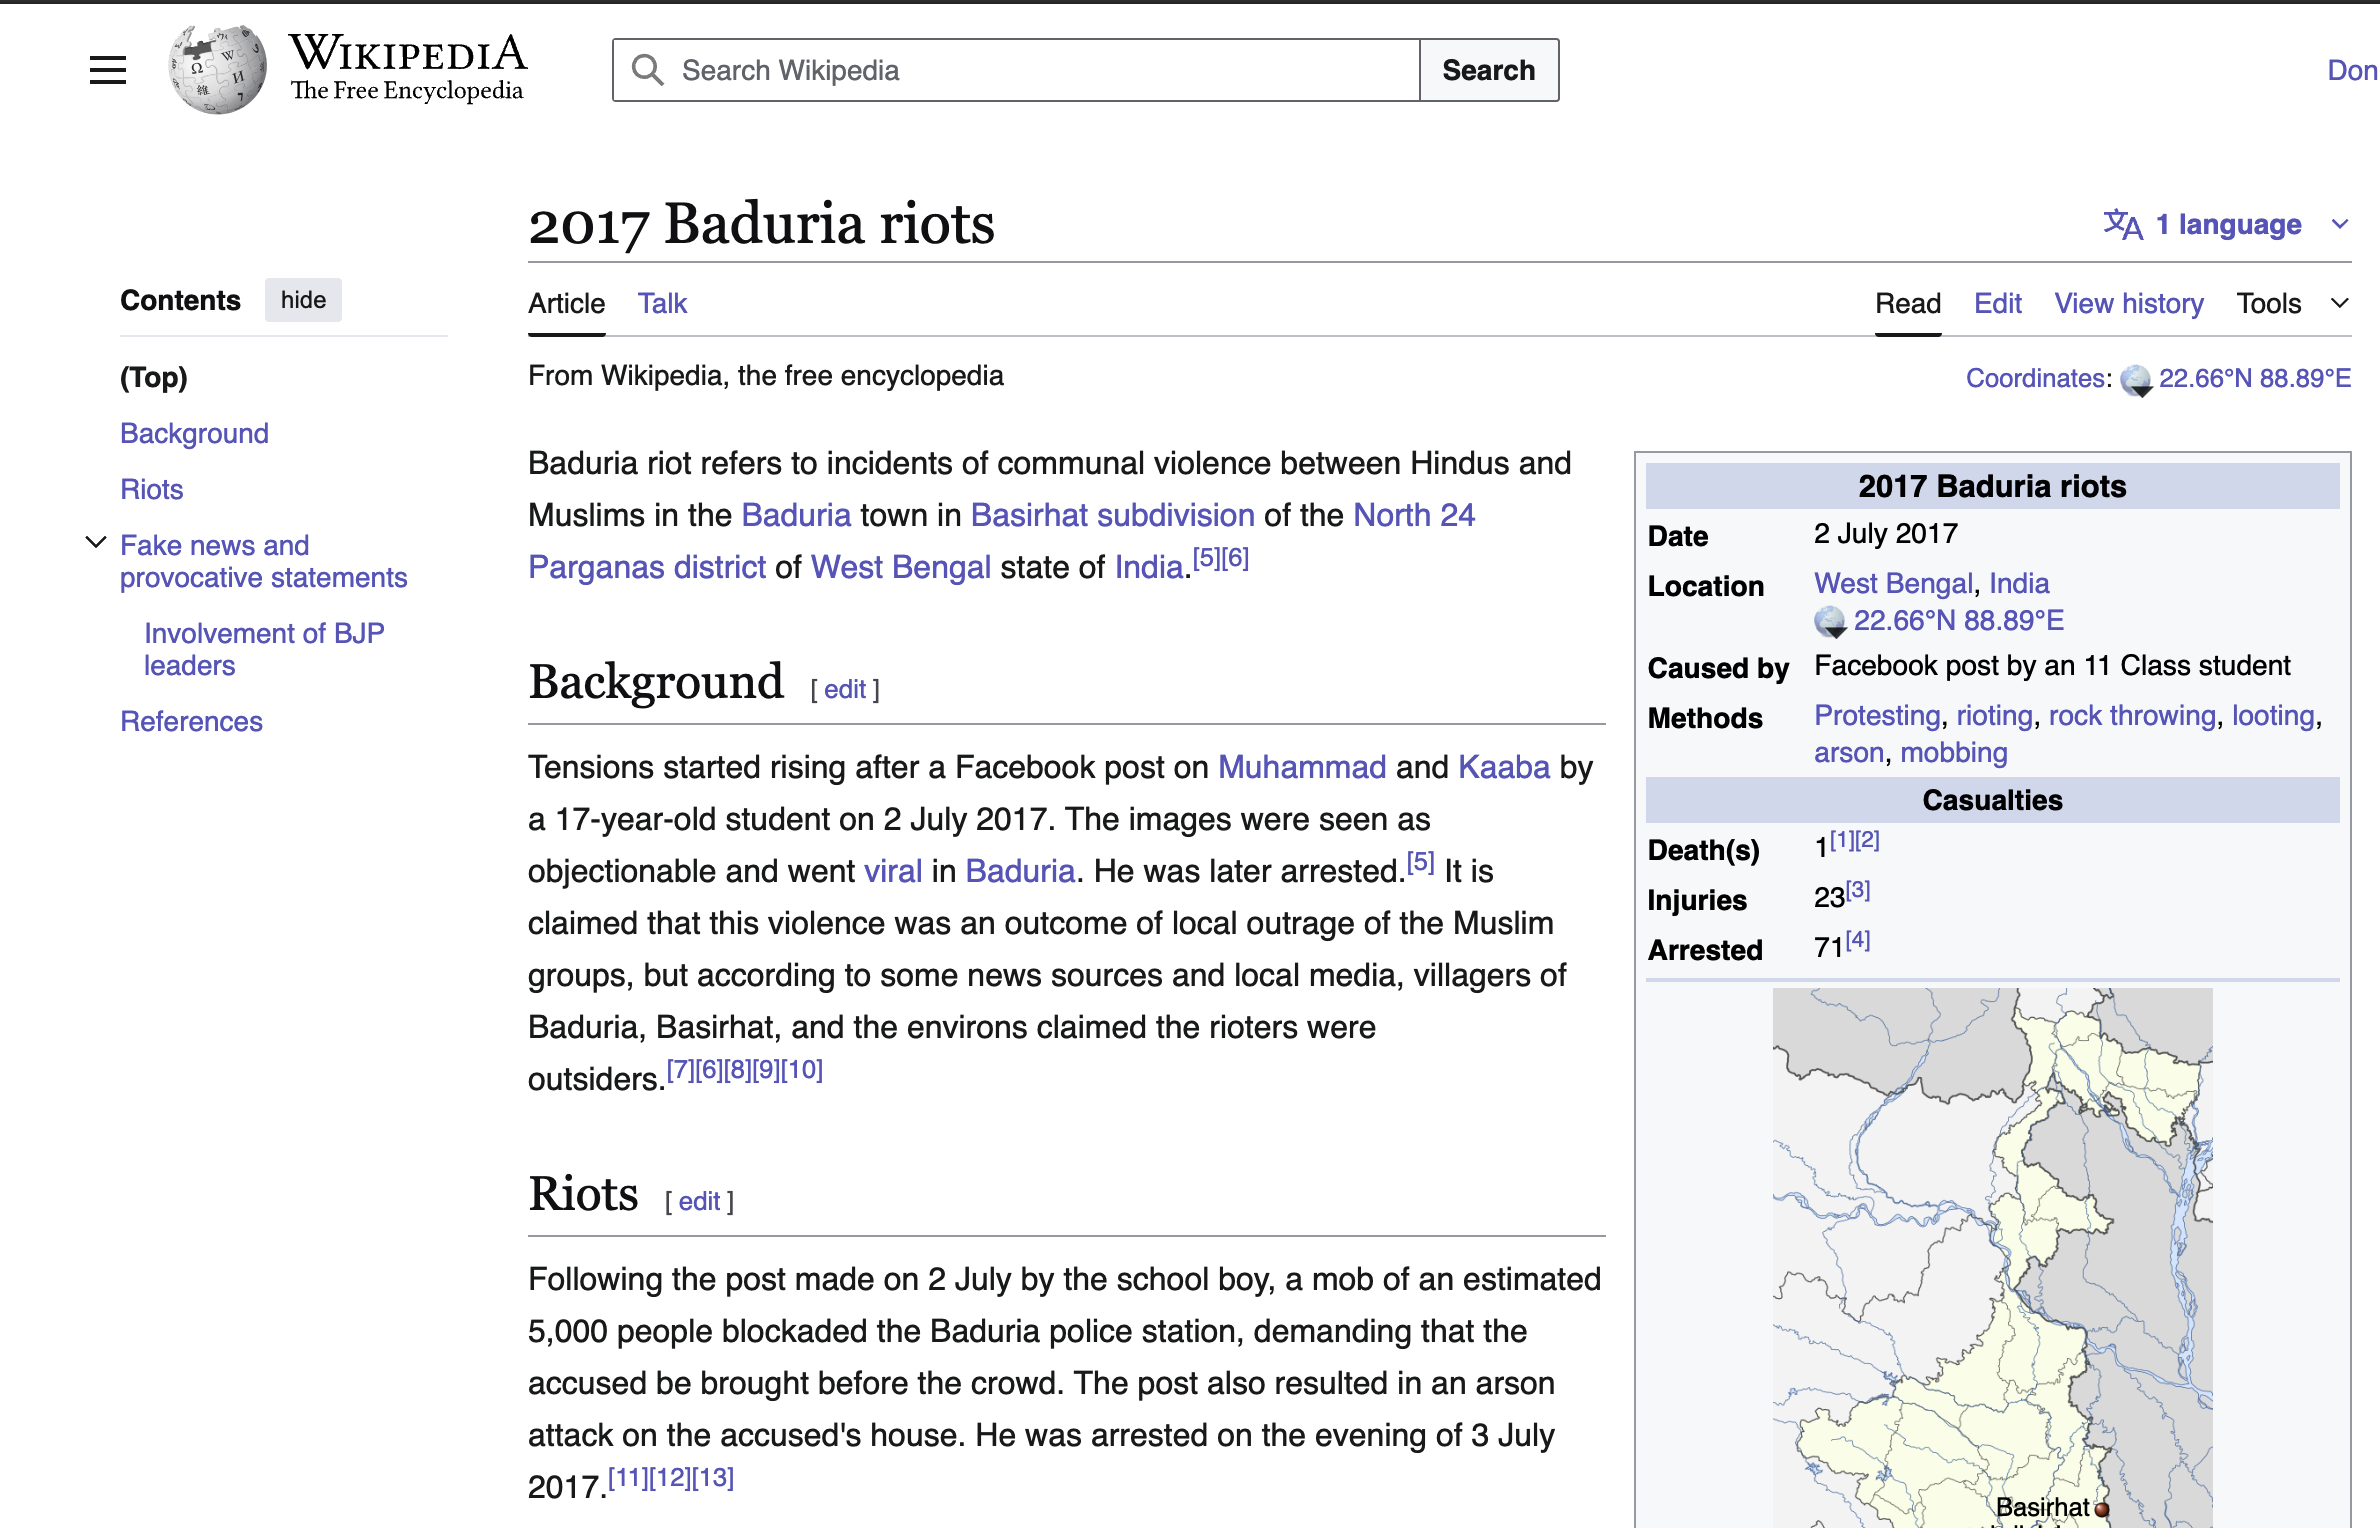 WIKIPEDIA
The Free Encyclopedia
Search Wikipedia
Search
Don
2017 Baduria riots
1 language
Contents
hide
(Top)
Background
Riots
Fake news and
provocative statements
Involvement of BJP
leaders
References
Article
Talk
Read
Edit
View history
Tools
From Wikipedia, the free encyclopedia
Coordinates: 22.66°N 88.89°E
Baduria riot refers to incidents of communal violence between Hindus and
Muslims in the Baduria town in Basirhat subdivision of the North 24
Parganas district of West Bengal state of India.[5][6]
Background [ edit ]
Tensions started rising after a Facebook post on Muhammad and Kaaba by
a 17-year-old student on 2 July 2017. The images were seen as
objectionable and went viral in Baduria. He was later arrested.[5] It is
claimed that this violence was an outcome of local outrage of the Muslim
groups, but according to some news sources and local media, villagers of
Baduria, Basirhat, and the environs claimed the rioters were
outsiders.[7][6][8][9][10]
Riots [ edit ]
Following the post made on 2 July by the school boy, a mob of an estimated
5,000 people blockaded the Baduria police station, demanding that the
accused be brought before the crowd. The post also resulted in an arson
attack on the accused's house. He was arrested on the evening of 3 July
2017.[11][12][13]
2017 Baduria riots
Date 2 July 2017
Location West Bengal, India
22.66°N 88.89°E
Caused by Facebook post by an 11 Class student
Methods Protesting, rioting, rock throwing, looting,
arson, mobbing
Casualties
Death(s) 1[1][2]
Injuries 23[3]
Arrested 71[4]
Basirhat